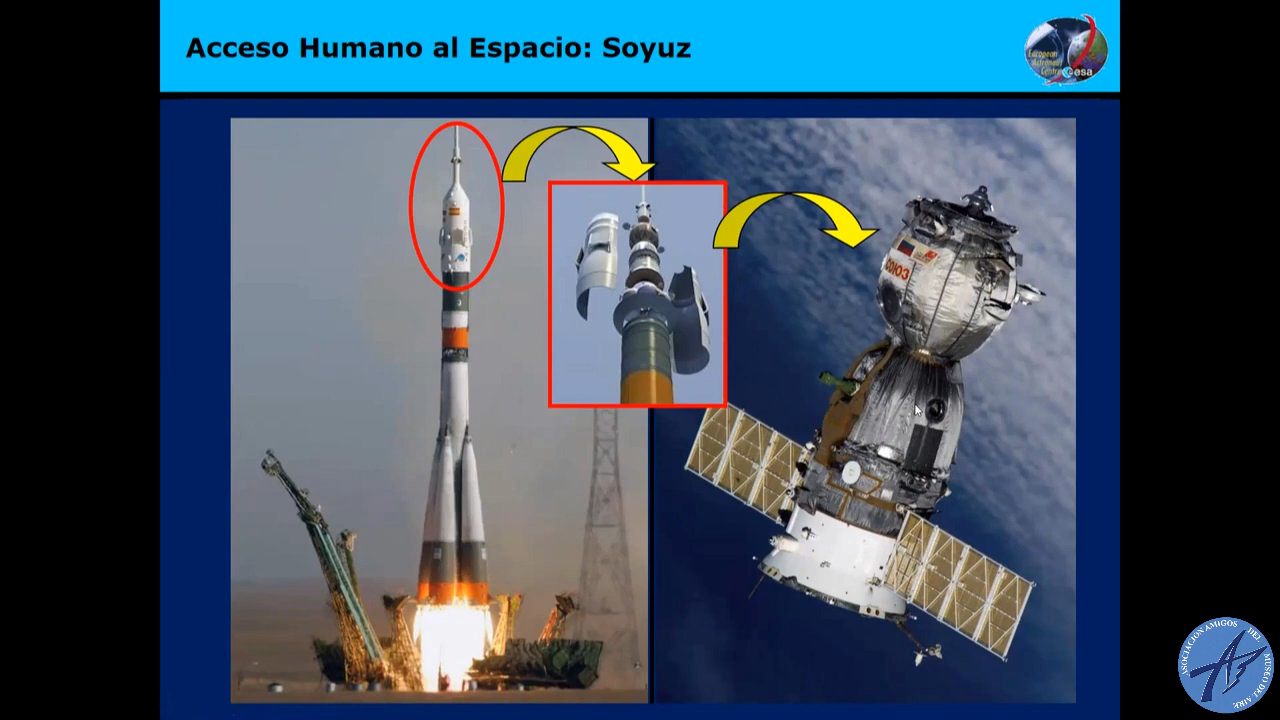 Acceso Humano al Espacio: Soyuz
European
Astronaut
Centre esa
СОЮЗ
ASOCIACION AMIGOS DEL MUSEO DEL AIRE